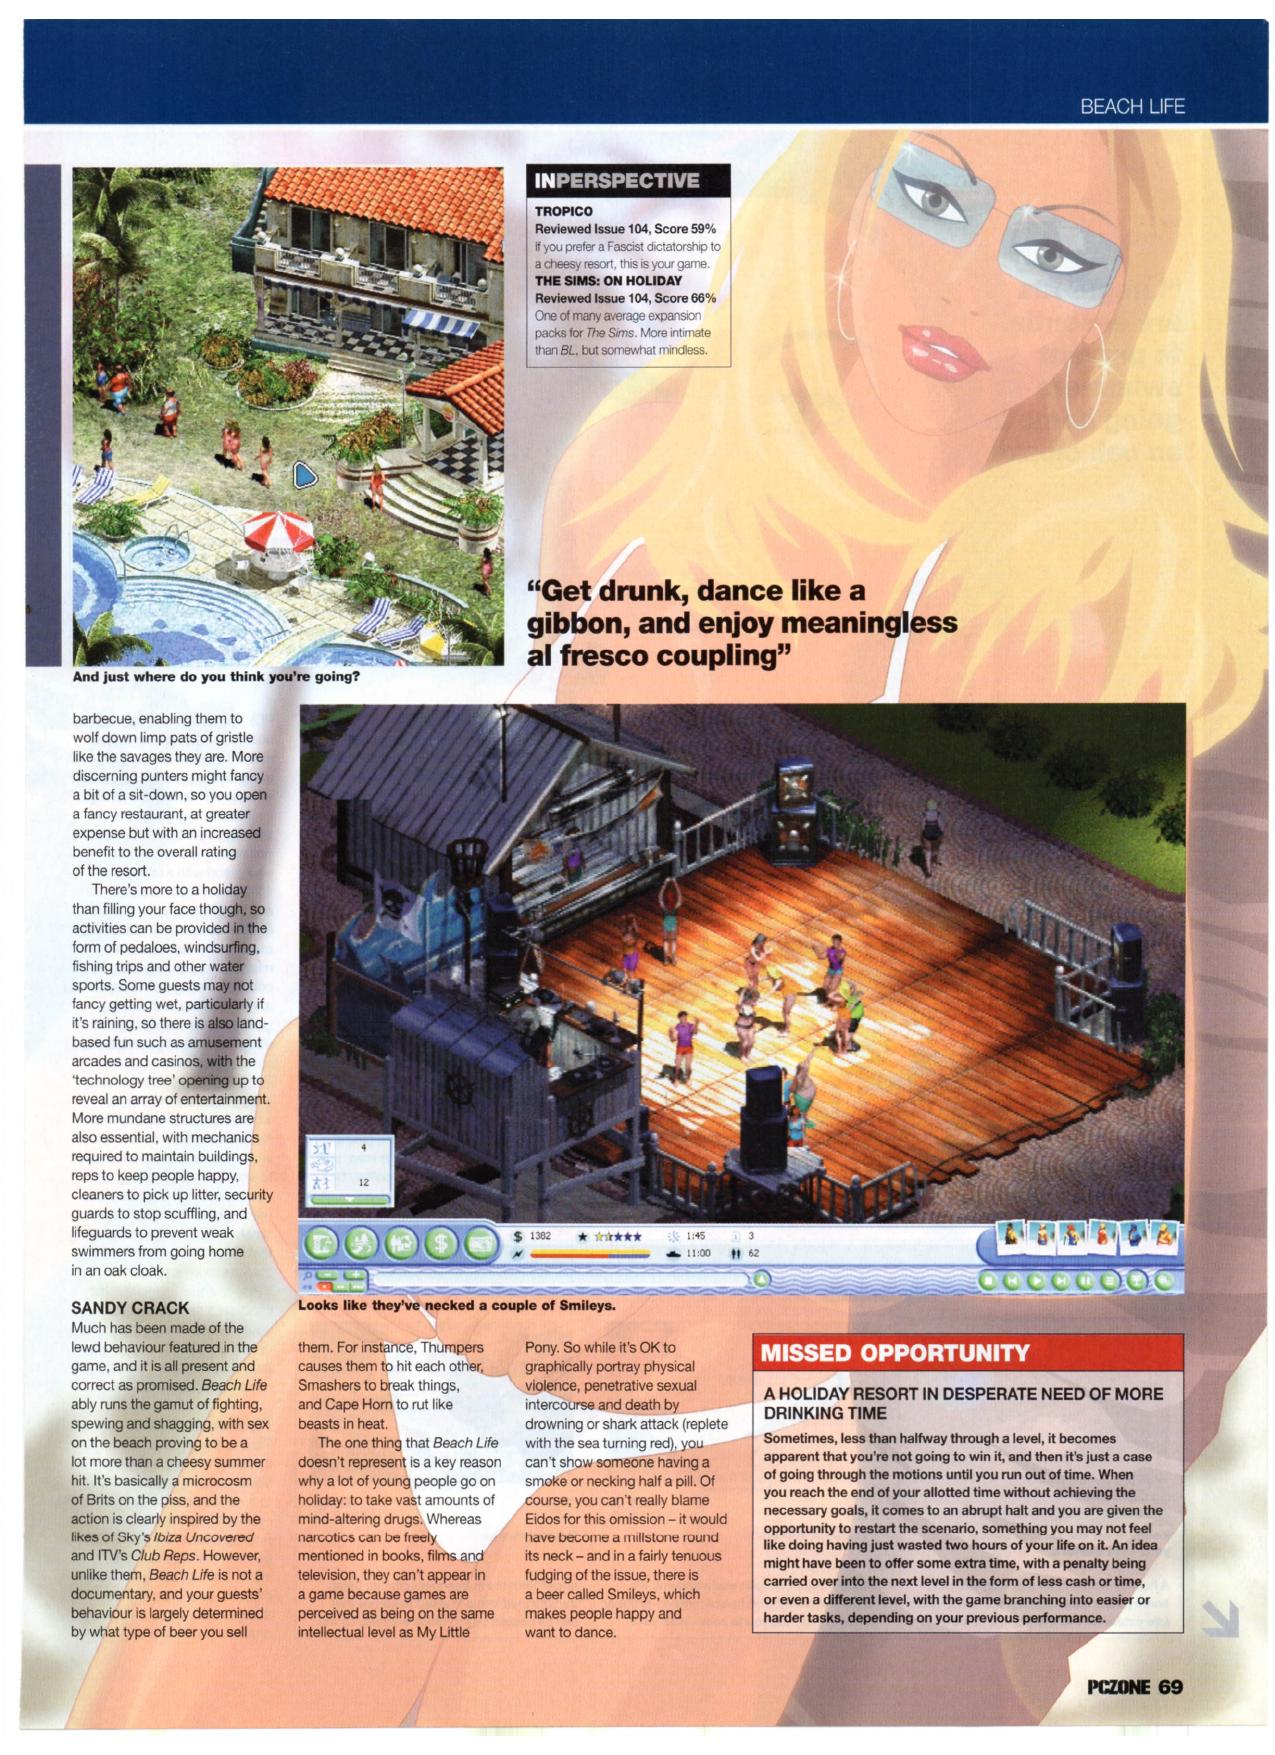 BEACH LIFE
INPERSPECTIVE
TROPICO
Reviewed Issue 104, Score 59%
If you prefer a Fascist dictatorship to
a cheesy resort, this is your game.
THE SIMS: ON HOLIDAY
Reviewed Issue 104, Score 66%
One of many average expansion
packs for The Sims. More intimate
than BL, but somewhat mindless.
“Get drunk, dance like a
gibbon, and enjoy meaningless
al fresco coupling”
And just where do you think you’re going?
barbecue, enabling them to
wolf down limp pats of gristle
like the savages they are. More
discerning punters might fancy
a bit of a sit-down, so you open
a fancy restaurant, at greater
expense but with an increased
benefit to the overall rating
of the resort.
There’s more to a holiday
than filling your face though, so
activities can be provided in the
form of pedaloes, windsurfing,
fishing trips and other water
sports. Some guests may not
fancy getting wet, particularly if
it’s raining, so there is also land-
based fun such as amusement
arcades and casinos, with the
‘technology tree’ opening up to
reveal an array of entertainment.
More mundane structures are
also essential, with mechanics
required to maintain buildings,
reps to keep people happy,
cleaners to pick up litter, security
guards to stop scuffling, and
lifeguards to prevent weak
swimmers from going home
in an oak cloak.
SANDY CRACK
Much has been made of the
lewd behaviour featured in the
game, and it is all present and
correct as promised. Beach Life
ably runs the gamut of fighting,
spewing and shagging, with sex
on the beach proving to be a
lot more than a cheesy summer
hit. It’s basically a microcosm
of Brits on the piss, and the
action is clearly inspired by the
likes of Sky’s Ibiza Uncovered
and ITV’s Club Reps. However,
unlike them, Beach Life is not a
documentary, and your guests’
behaviour is largely determined
by what type of beer you sell
4
12
$ 1382
1:45
3
11:00
62
Looks like they’ve necked a couple of Smileys.
them. For instance, Thumpers
causes them to hit each other,
Smashers to break things,
and Cape Horn to rut like
beasts in heat.
The one thing that Beach Life
doesn’t represent is a key reason
why a lot of young people go on
holiday: to take vast amounts of
mind-altering drugs. Whereas
narcotics can be freely
mentioned in books, films and
television, they can’t appear in
a game because games are
perceived as being on the same
intellectual level as My Little
Pony. So while it’s OK to
graphically portray physical
violence, penetrative sexual
intercourse and death by
drowning or shark attack (replete
with the sea turning red), you
can’t show someone having a
smoke or necking half a pill. Of
course, you can’t really blame
Eidos for this omission – it would
have become a millstone round
its neck – and in a fairly tenuous
fudging of the issue, there is
a beer called Smileys, which
makes people happy and
want to dance.
MISSED OPPORTUNITY
A HOLIDAY RESORT IN DESPERATE NEED OF MORE
DRINKING TIME
Sometimes, less than halfway through a level, it becomes
apparent that you’re not going to win it, and then it’s just a case
of going through the motions until you run out of time. When
you reach the end of your allotted time without achieving the
necessary goals, it comes to an abrupt halt and you are given the
opportunity to restart the scenario, something you may not feel
like doing having just wasted two hours of your life on it. An idea
might have been to offer some extra time, with a penalty being
carried over into the next level in the form of less cash or time,
or even a different level, with the game branching into easier or
harder tasks, depending on your previous performance.
PCZONE 69